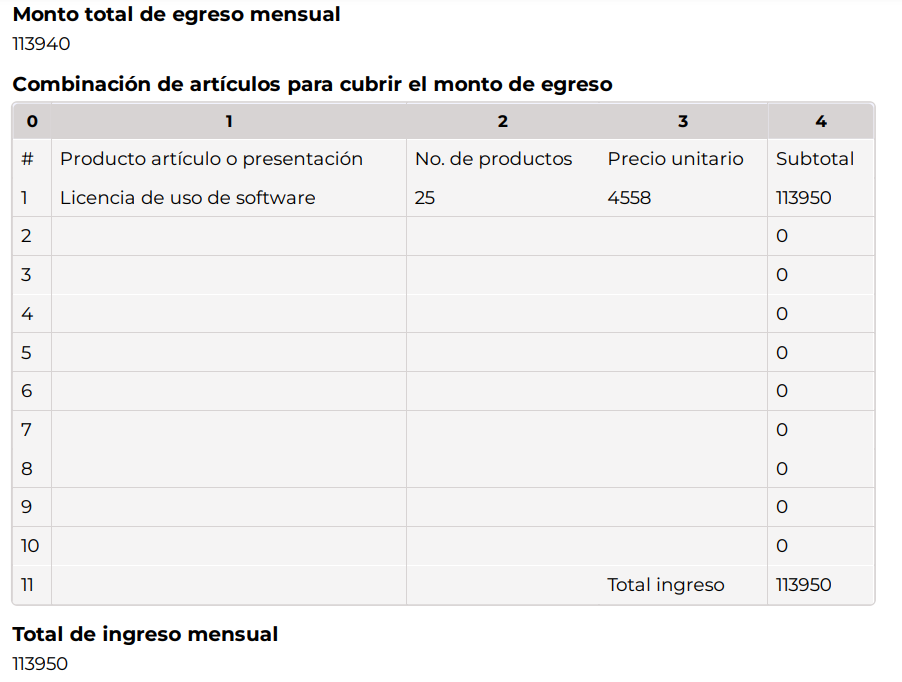 Monto total de egreso mensual
113940
Combinación de artículos para cubrir el monto de egreso
0 1 2 3 4
# Producto artículo o presentación No. de productos Precio unitario Subtotal
1 Licencia de uso de software 25 4558 113950
2 0
3 0
4 0
5 0
6 0
7 0
8 0
9 0
10 0
11 Total ingreso 113950
Total de ingreso mensual
113950